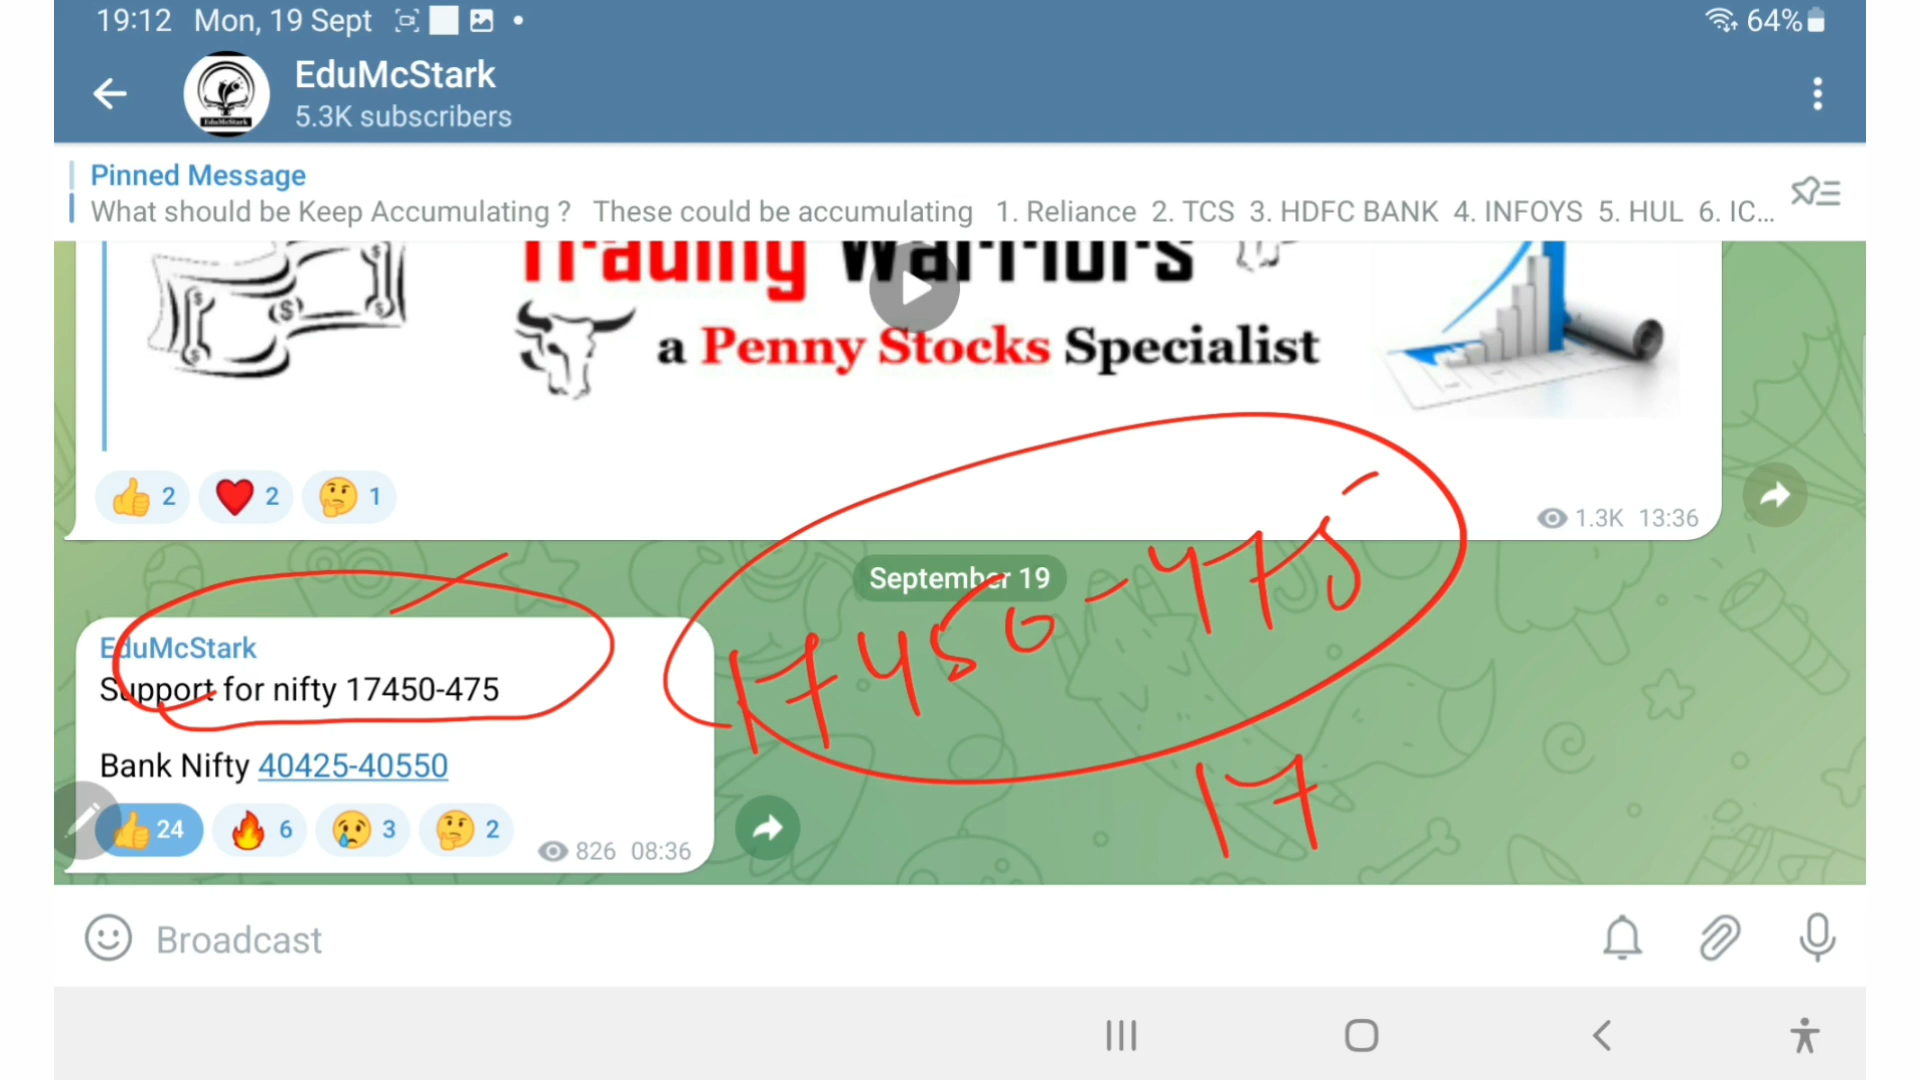 19:12 Mon, 19 Sept
64%
EduMcStark
5.3K subscribers
Pinned Message
What should be Keep Accumulating ? These could be accumulating 1. Reliance 2. TCS 3. HDFC BANK 4. INFOYS 5. HUL 6. IC...
Trading Warriors
a Penny Stocks Specialist
2 2 1
1.3K 13:36
September 19
17450-475
EduMcStark
Support for nifty 17450-475
Bank Nifty 40425-40550
17
24 6 3 2
826 08:36
Broadcast